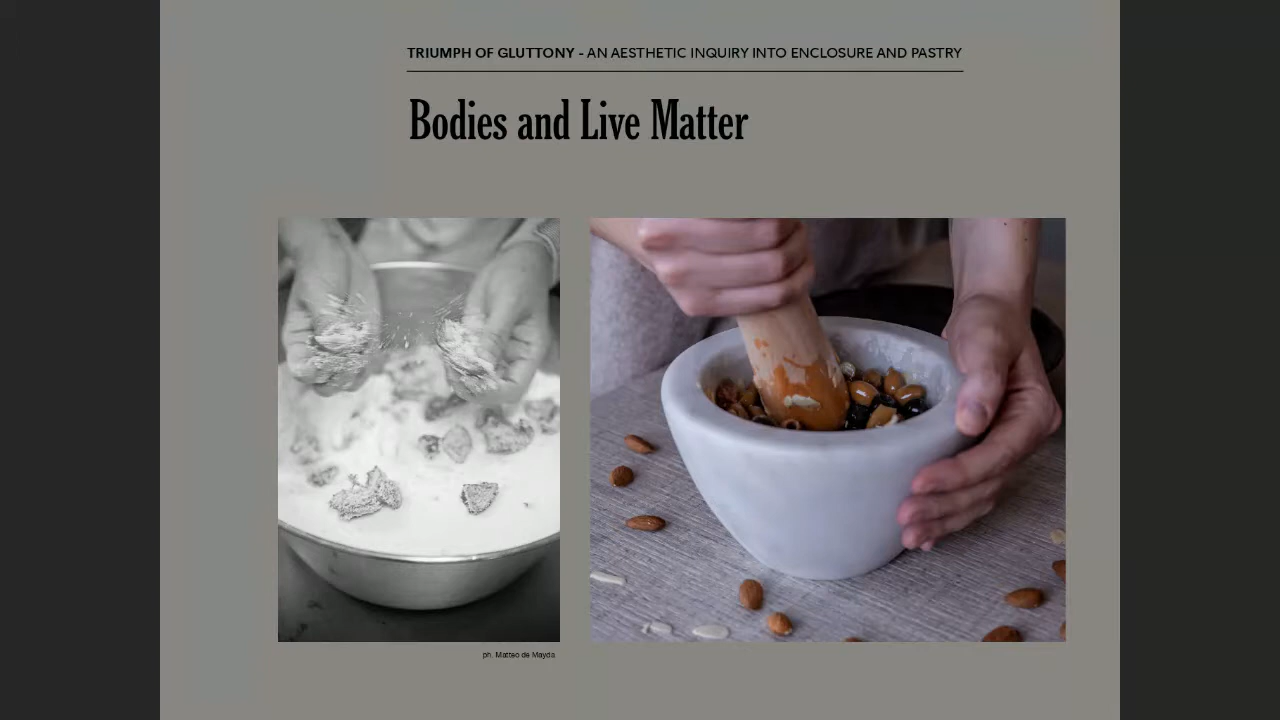 TRIUMPH OF GLUTTONY - AN AESTHETIC INQUIRY INTO ENCLOSURE AND PASTRY
Bodies and Live Matter
ph. Matteo de Mayda